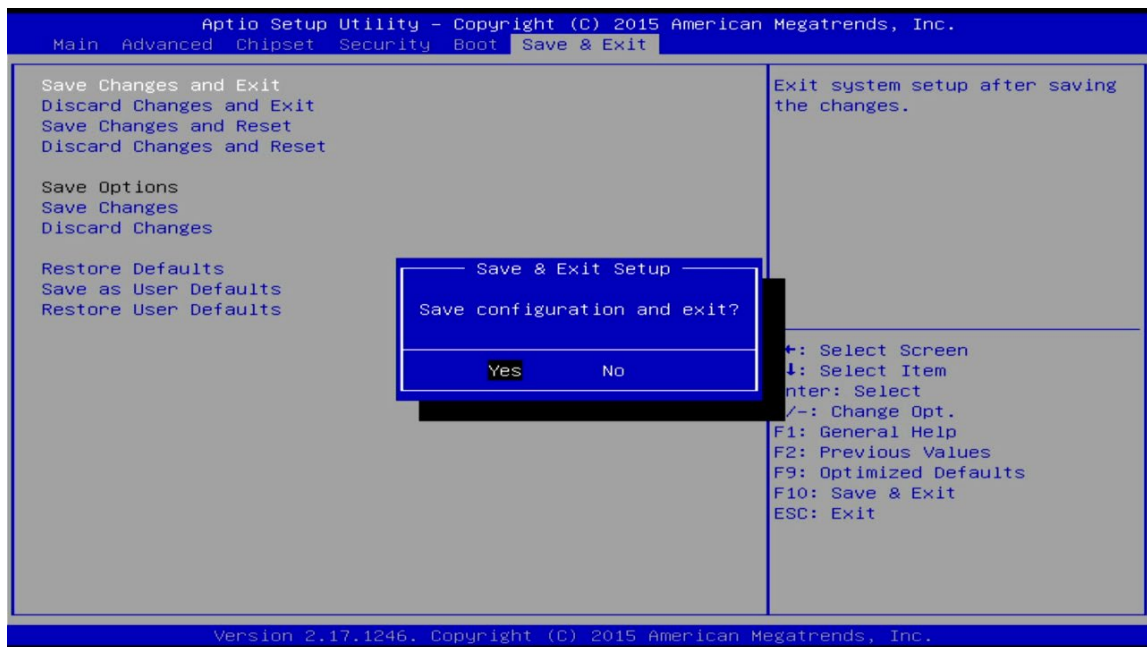 Aptio Setup Utility – Copyright (C) 2015 American Megatrends, Inc.
Main Advanced Chipset Security Boot Save & Exit
Save Changes and Exit
Discard Changes and Exit
Save Changes and Reset
Discard Changes and Reset
Save Options
Save Changes
Discard Changes
Restore Defaults
Save as User Defaults
Restore User Defaults
Save & Exit Setup
Save configuration and exit?
Yes No
Exit system setup after saving
the changes.
←: Select Screen
↓: Select Item
nter: Select
/-: Change Opt.
F1: General Help
F2: Previous Values
F9: Optimized Defaults
F10: Save & Exit
ESC: Exit
Version 2.17.1246. Copyright (C) 2015 American Megatrends, Inc.